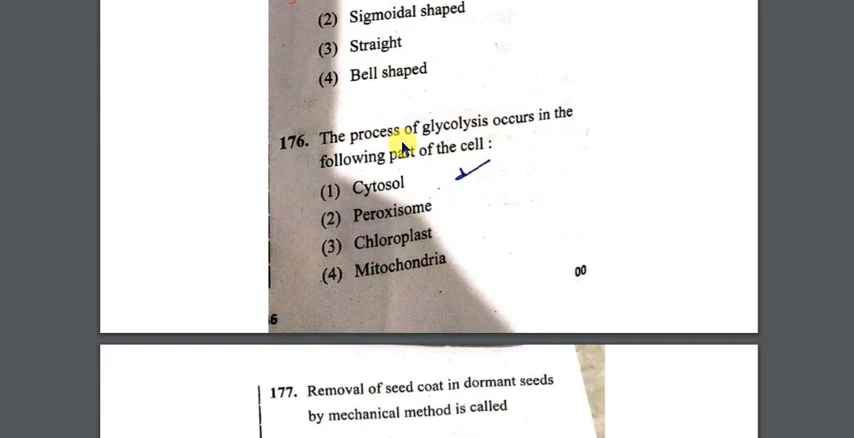 (2) Sigmoidal shaped
(3) Straight
(4) Bell shaped
176. The process of glycolysis occurs in the
following part of the cell :
(1) Cytosol
(2) Peroxisome
(3) Chloroplast
(4) Mitochondria
00
6
177. Removal of seed coat in dormant seeds
by mechanical method is called